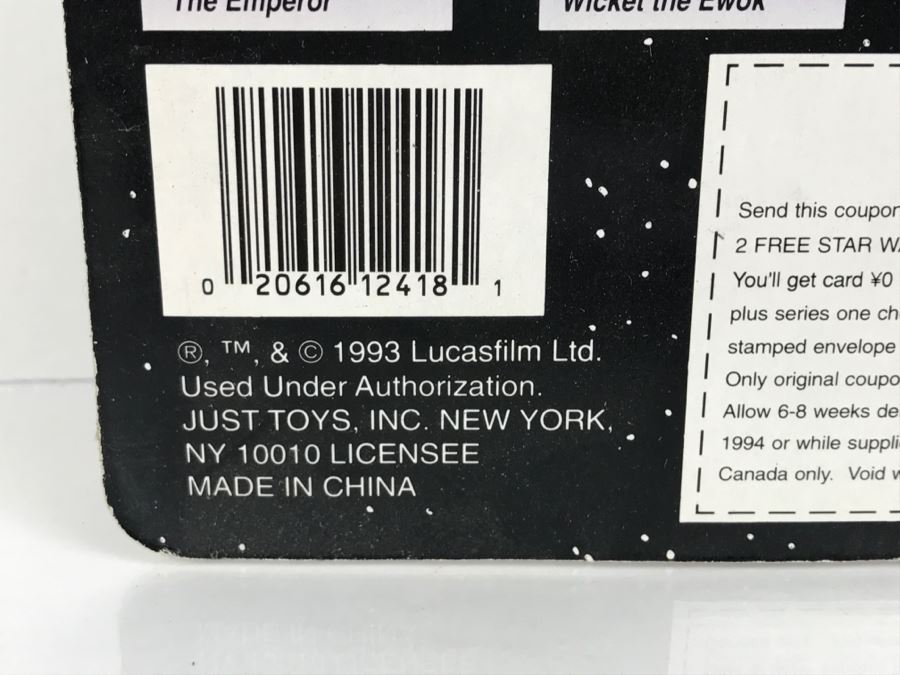 The Emperor
Wicket the Ewok
0 20616 12418 1
®, ™, & © 1993 Lucasfilm Ltd.
Used Under Authorization.
JUST TOYS, INC. NEW YORK,
NY 10010 LICENSEE
MADE IN CHINA
Send this coupon
2 FREE STAR W
You'll get card ¥0
plus series one ch
stamped envelope
Only original coupo
Allow 6-8 weeks de
1994 or while suppli
Canada only. Void w